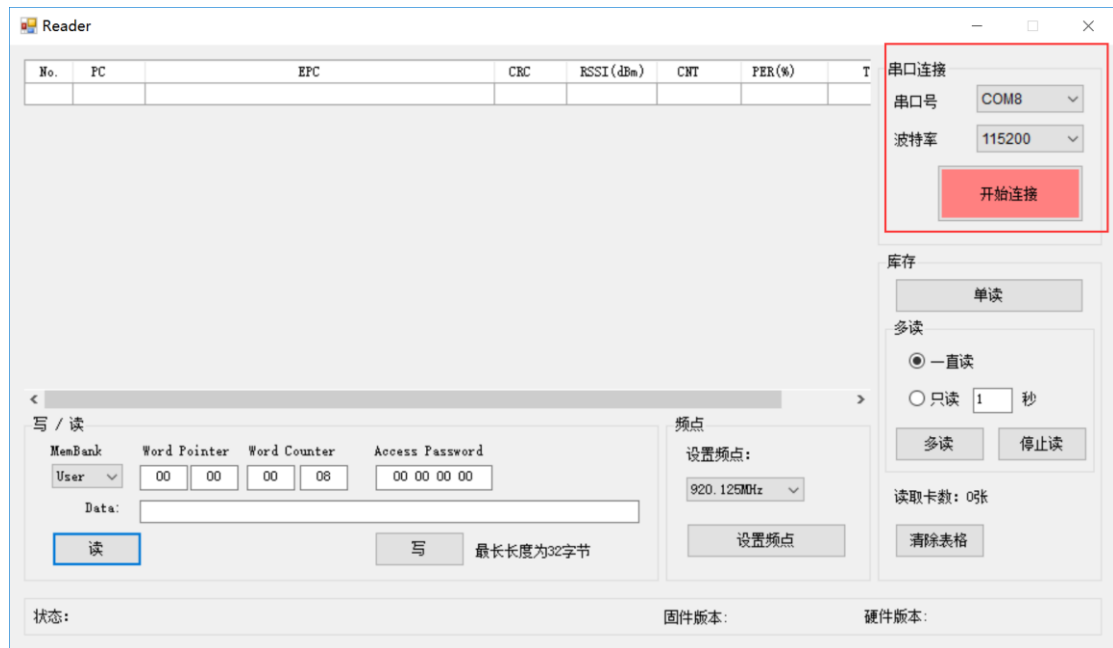 Reader
No. PC EPC CRC RSSI(dBm) CNT PER(%) T
串口连接
串口号 COM8
波特率 115200
开始连接
库存
单读
多读
一直读
只读 1 秒
多读 停止读
读取卡数：0张
清除表格
写 / 读
MemBank Word Pointer Word Counter Access Password
User 00 00 00 08 00 00 00 00
Data:
读 写 最长长度为32字节
频点
设置频点：
920.125MHz
设置频点
状态： 固件版本： 硬件版本：